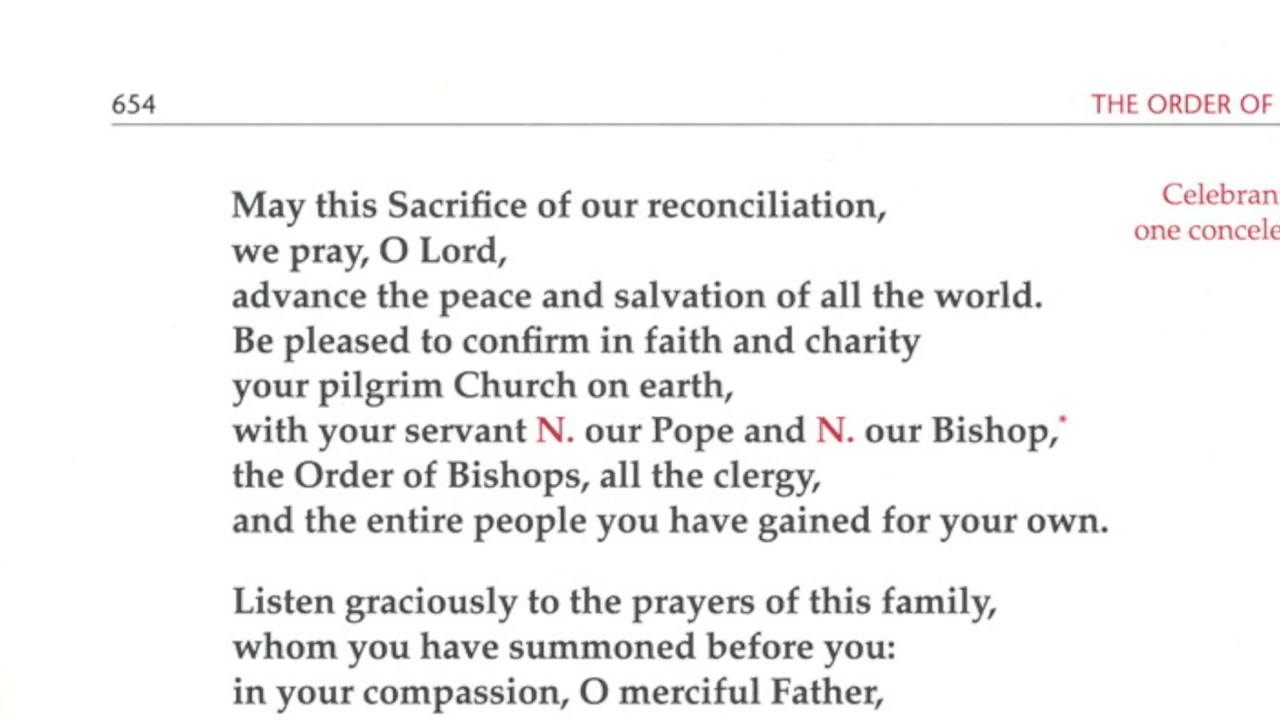 654
THE ORDER OF
Celebran
one concele
May this Sacrifice of our reconciliation,
we pray, O Lord,
advance the peace and salvation of all the world.
Be pleased to confirm in faith and charity
your pilgrim Church on earth,
with your servant N. our Pope and N. our Bishop,*
the Order of Bishops, all the clergy,
and the entire people you have gained for your own.
Listen graciously to the prayers of this family,
whom you have summoned before you:
in your compassion, O merciful Father,